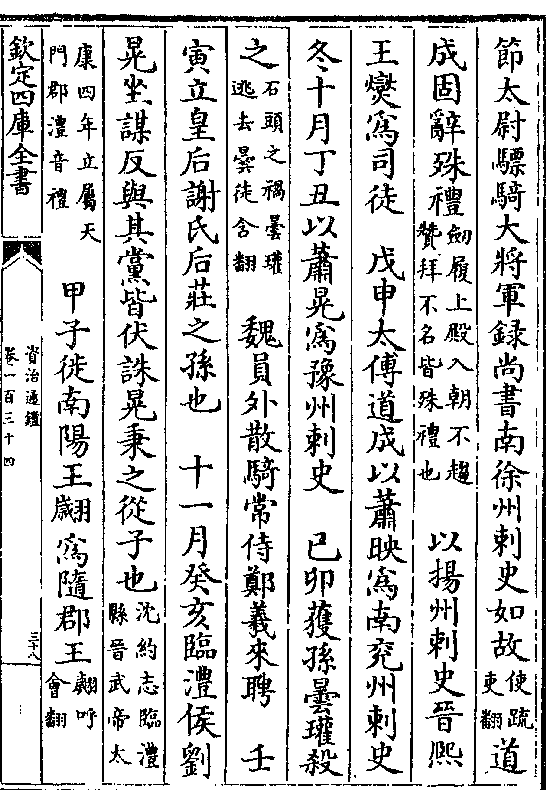 節太尉驃騎大將軍録尚書南徐州刺史如故使疏吏翻道
成固辭殊禮劔履上殿入朝不趨贊拜不名皆殊禮也 以揚州刺史晉熙
王燮為司徒 戊申太傅道成以蕭映為南兖州刺史
冬十月丁丑以蕭晃為豫州刺史 己卯獲孫曇瓘殺
之石頭之禍曇瓘逃去曇徒含翻 魏員外散騎常侍鄭羲來聘 壬
寅立皇后謝氏后莊之孫也 十一月癸亥臨澧侯劉
晃坐謀反與其黨皆伏誅晃秉之從子也沈約志臨澧縣晉武帝太
康四年立屬天門郡澧音禮 甲子徙南陽王翽為隨郡王翽呼會翻
欽定四庫全書
資治通鑑
卷一百三十四
三十八